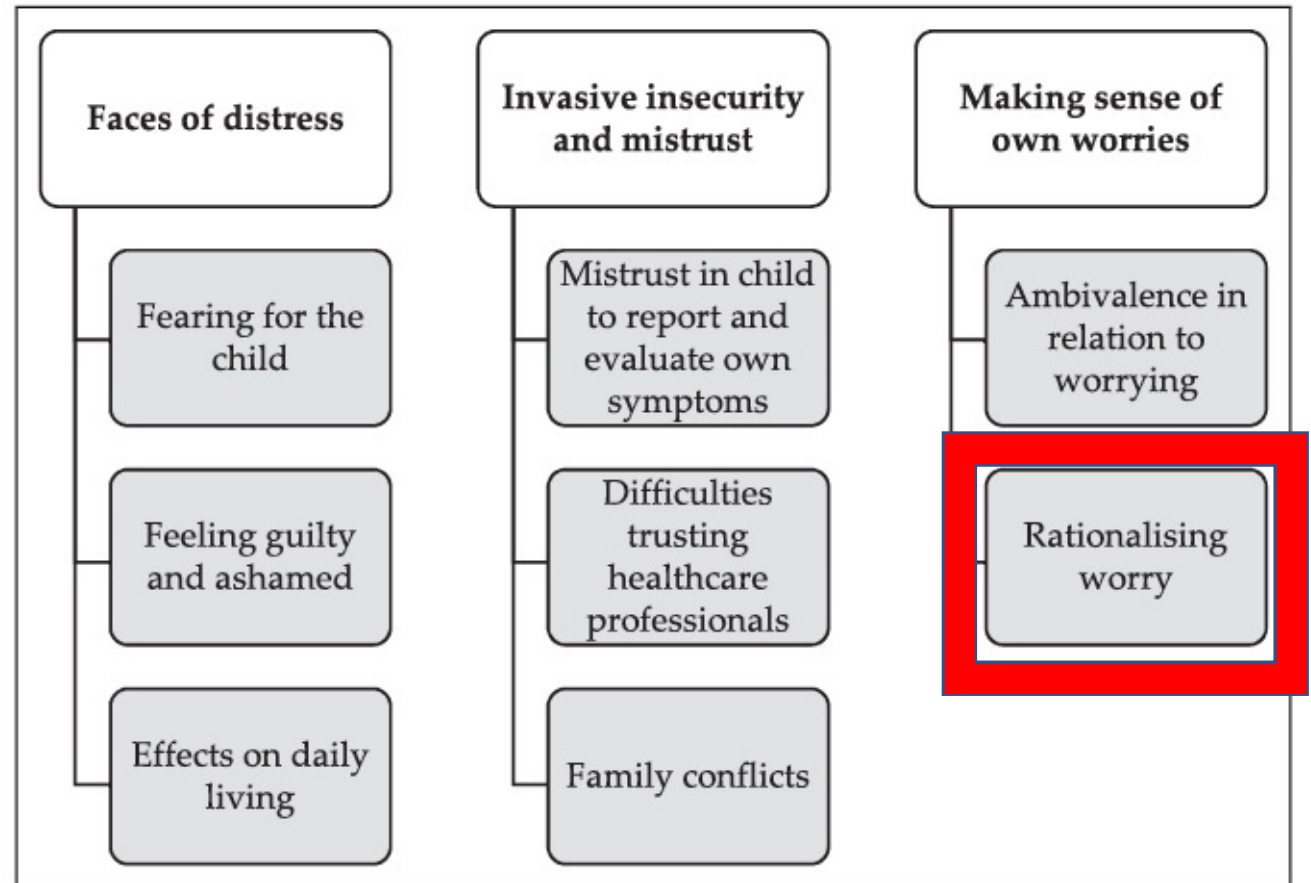 Faces of distress
Fearing for the
child
Feeling guilty
and ashamed
Effects on daily
living
Invasive insecurity
and mistrust
Mistrust in child
to report and
evaluate own
symptoms
Difficulties
trusting
healthcare
professionals
Family conflicts
Making sense of
own worries
Ambivalence in
relation to
worrying
Rationalising
worry